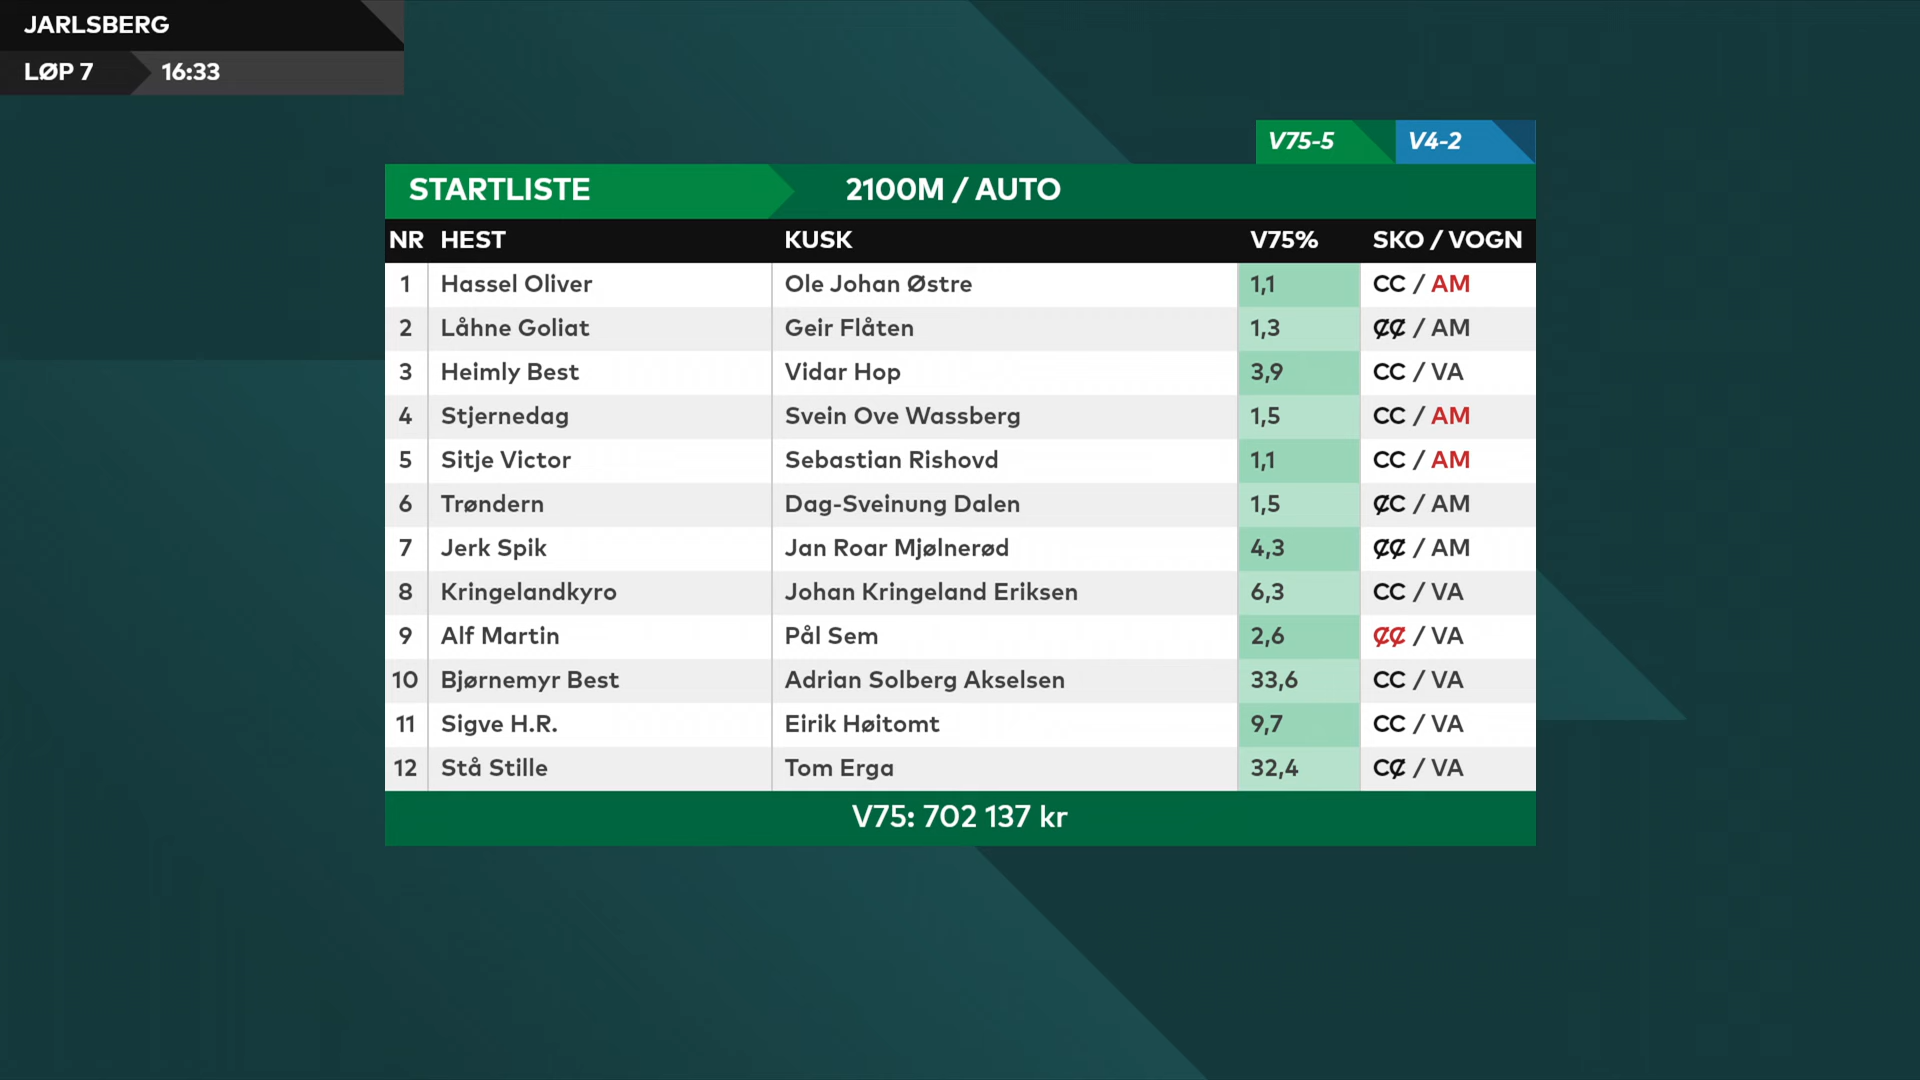 JARLSBERG
LØP 7 16:33
V75-5 V4-2
STARTLISTE 2100M / AUTO
NR HEST KUSK V75% SKO / VOGN
1 Hassel Oliver Ole Johan Østre 1,1 CC / AM
2 Låhne Goliat Geir Flåten 1,3 ȻȻ / AM
3 Heimly Best Vidar Hop 3,9 CC / VA
4 Stjernedag Svein Ove Wassberg 1,5 CC / AM
5 Sitje Victor Sebastian Rishovd 1,1 CC / AM
6 Trøndern Dag-Sveinung Dalen 1,5 ȻC / AM
7 Jerk Spik Jan Roar Mjølnerød 4,3 ȻȻ / AM
8 Kringelandkyro Johan Kringeland Eriksen 6,3 CC / VA
9 Alf Martin Pål Sem 2,6 ȻȻ / VA
10 Bjørnemyr Best Adrian Solberg Akselsen 33,6 CC / VA
11 Sigve H.R. Eirik Høitomt 9,7 CC / VA
12 Stå Stille Tom Erga 32,4 CȻ / VA
V75: 702 137 kr